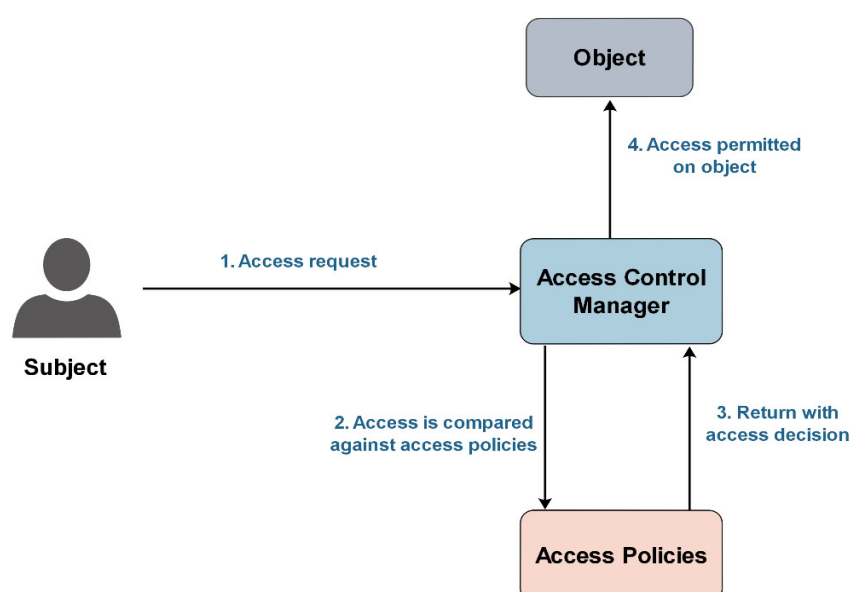 Object
4. Access permitted
on object
1. Access request
Access Control
Manager
Subject
2. Access is compared
against access policies
3. Return with
access decision
Access Policies